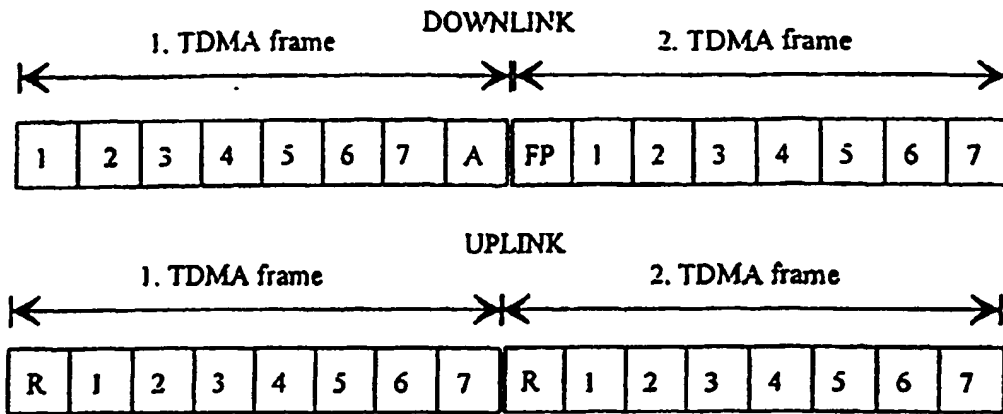 DOWNLINK
1. TDMA frame 2. TDMA frame
1 2 3 4 5 6 7 A FP 1 2 3 4 5 6 7
UPLINK
1. TDMA frame 2. TDMA frame
R 1 2 3 4 5 6 7 R 1 2 3 4 5 6 7